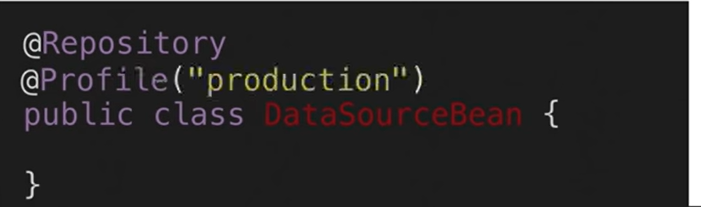 @Repository
@Profile("production")
public class DataSourceBean {
}